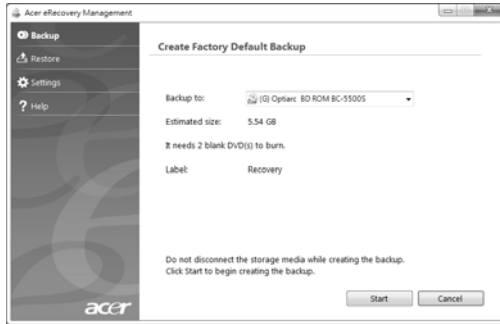 Acer eRecovery Management
Backup
Restore
Settings
Help
Create Factory Default Backup
Backup to: (G) Optiarc BD ROM BC-5500S
Estimated size: 5.54 GB
It needs 2 blank DVD(s) to burn.
Label: Recovery
Do not disconnect the storage media while creating the backup.
Click Start to begin creating the backup.
Start Cancel
acer